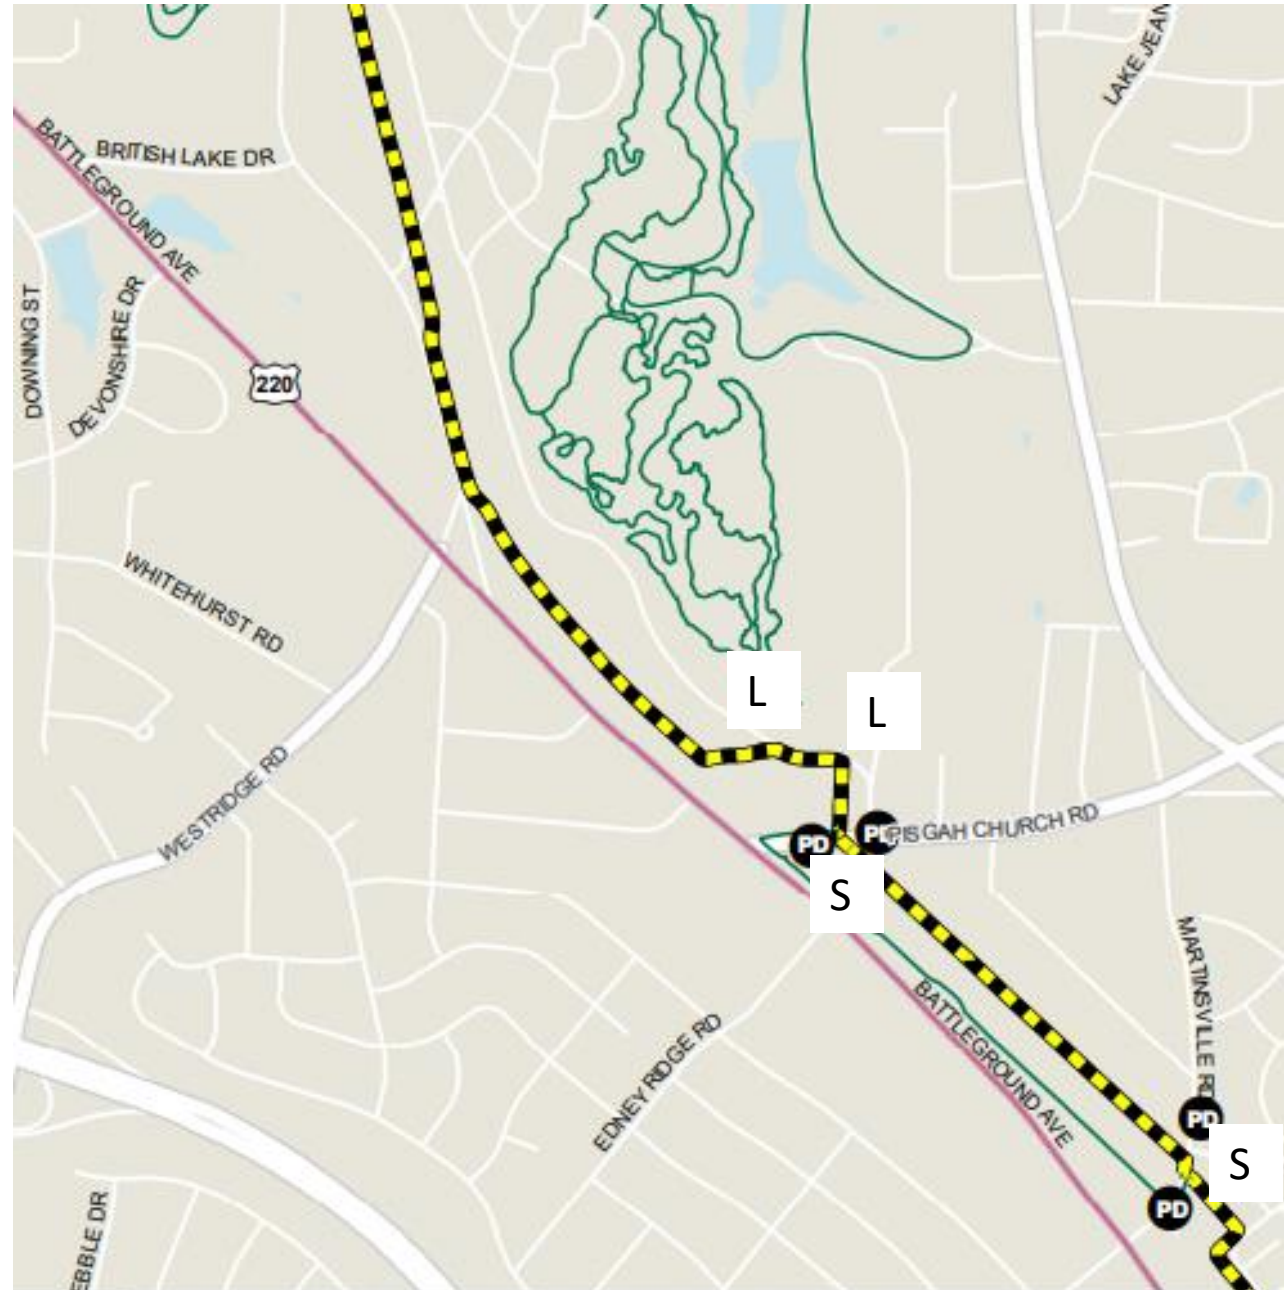 LAKE JEAN
BATTLEGROUND AVE
BRITISH LAKE DR
DOWNING ST
DEVONSHIRE DR
220
WHITEHURST RD
L
L
WESTRIDGE RD
PD
PISGAH CHURCH RD
S
BATTLEGROUND AVE
MARTINSVILLE RD
EDNEY RIDGE RD
PD
S
PD
EBBLE DR